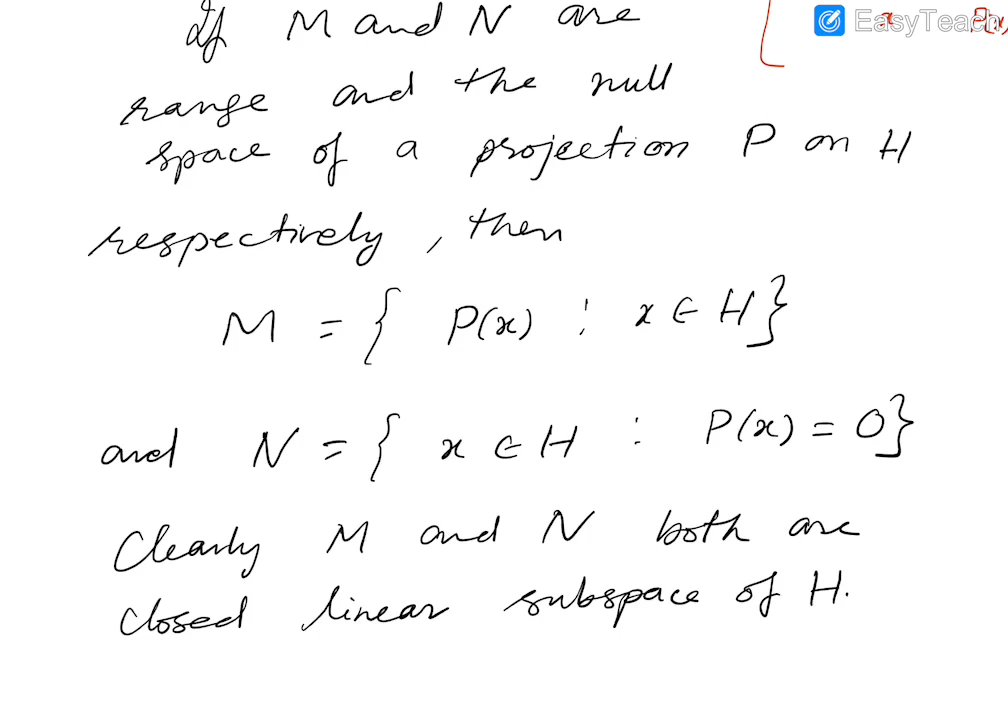 If M and N are
EasyTeach
range and the null
space of a projection P on H
respectively, then
M = { P(x) : x ∈ H}
and N = { x ∈ H : P(x) = 0}
Clearly M and N both are
closed linear subspace of H.